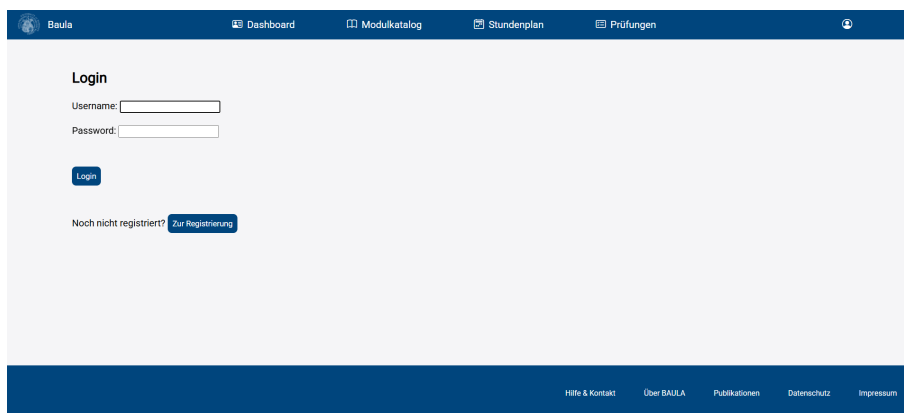 Baula Dashboard Modulkatalog Stundenplan Prüfungen
Login
Username:
Password:
Login
Noch nicht registriert? Zur Registrierung
Hilfe & Kontakt Über BAULA Publikationen Datenschutz Impressum